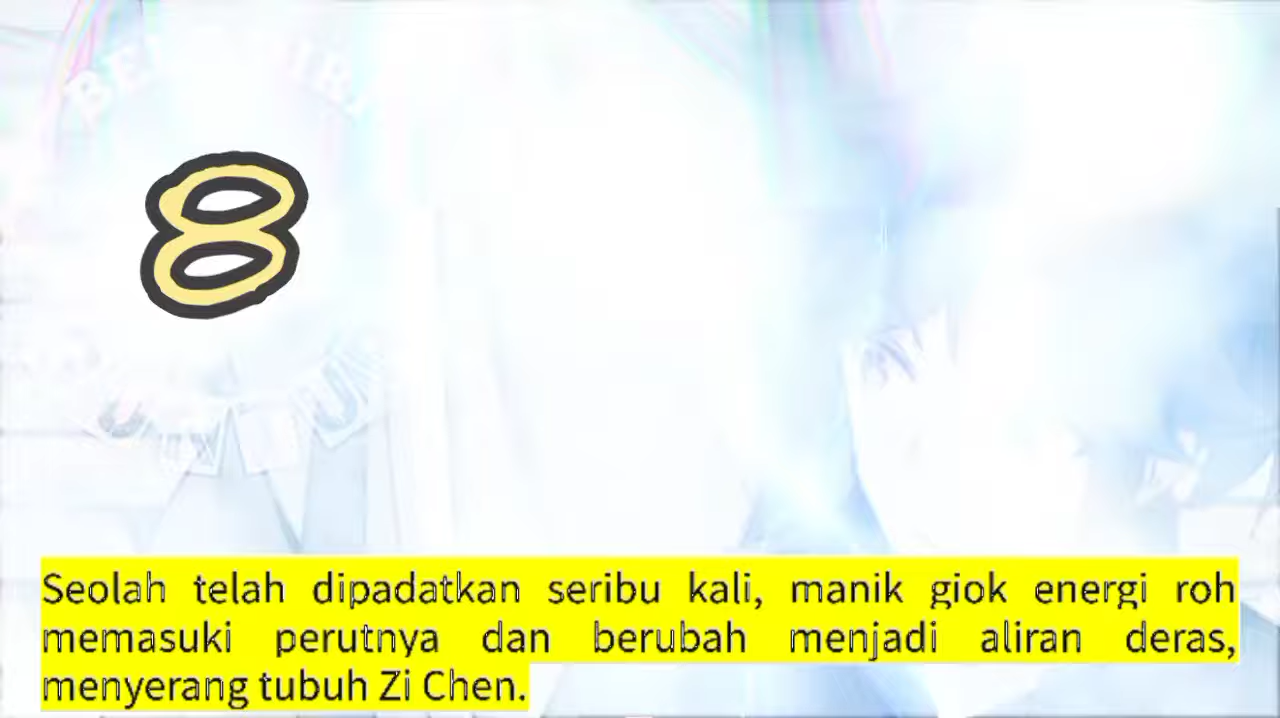 8
Seolah telah dipadatkan seribu kali, manik giok energi roh
memasuki perutnya dan berubah menjadi aliran deras,
menyerang tubuh Zi Chen.